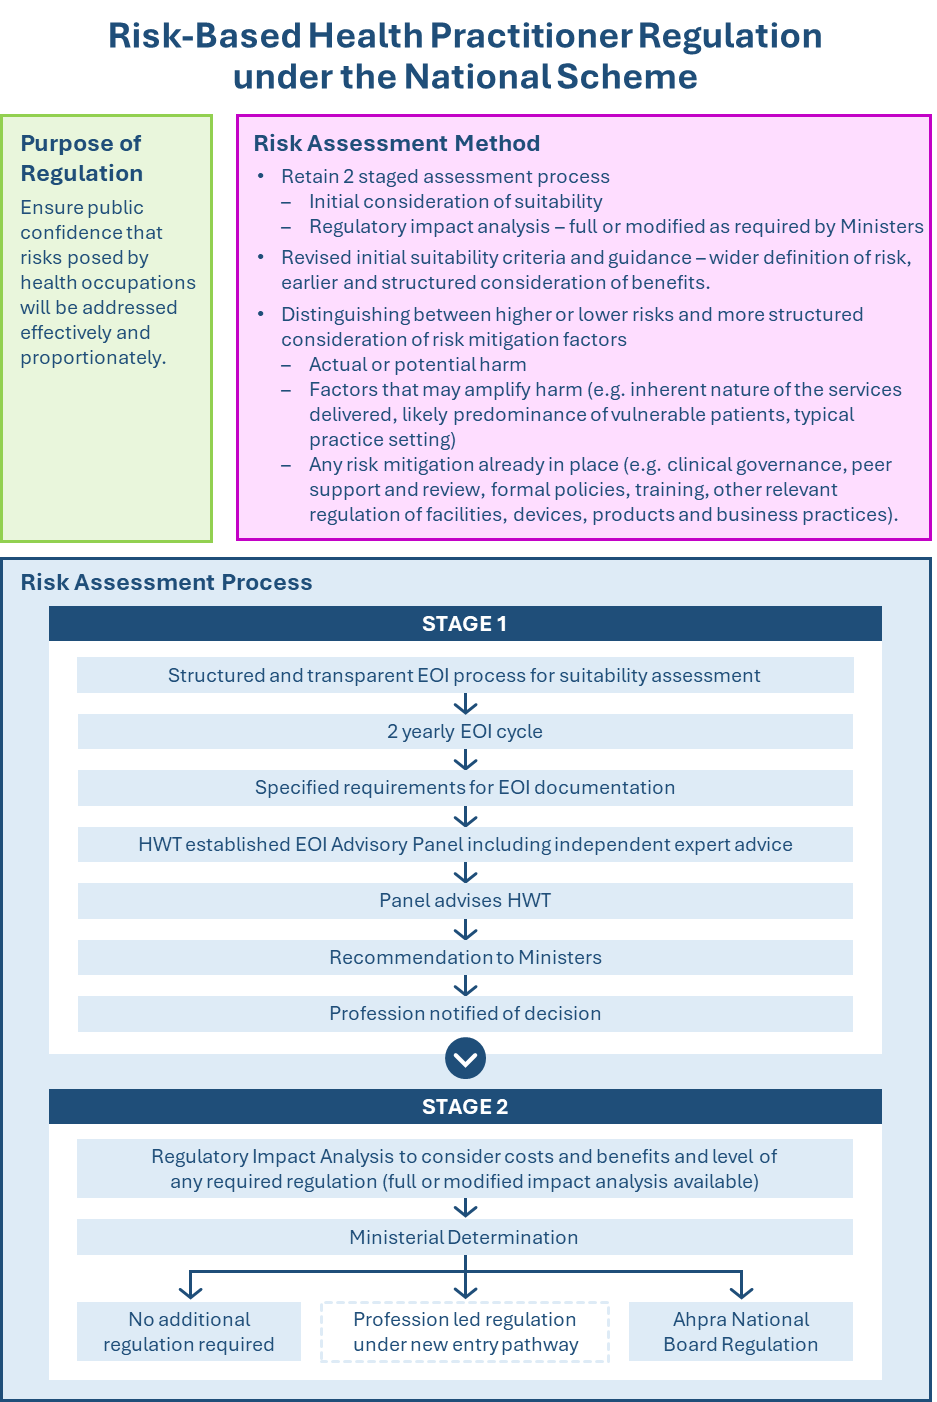 Risk-Based Health Practitioner Regulation
under the National Scheme
Purpose of
Regulation
Ensure public
confidence that
risks posed by
health occupations
will be addressed
effectively and
proportionately.
Risk Assessment Method
• Retain 2 staged assessment process
– Initial consideration of suitability
– Regulatory impact analysis – full or modified as required by Ministers
• Revised initial suitability criteria and guidance – wider definition of risk,
earlier and structured consideration of benefits.
• Distinguishing between higher or lower risks and more structured
consideration of risk mitigation factors
– Actual or potential harm
– Factors that may amplify harm (e.g. inherent nature of the services
delivered, likely predominance of vulnerable patients, typical
practice setting)
– Any risk mitigation already in place (e.g. clinical governance, peer
support and review, formal policies, training, other relevant
regulation of facilities, devices, products and business practices).
Risk Assessment Process
STAGE 1
Structured and transparent EOI process for suitability assessment
2 yearly EOI cycle
Specified requirements for EOI documentation
HWT established EOI Advisory Panel including independent expert advice
Panel advises HWT
Recommendation to Ministers
Profession notified of decision
STAGE 2
Regulatory Impact Analysis to consider costs and benefits and level of
any required regulation (full or modified impact analysis available)
Ministerial Determination
No additional
regulation required
Profession led regulation
under new entry pathway
Ahpra National
Board Regulation